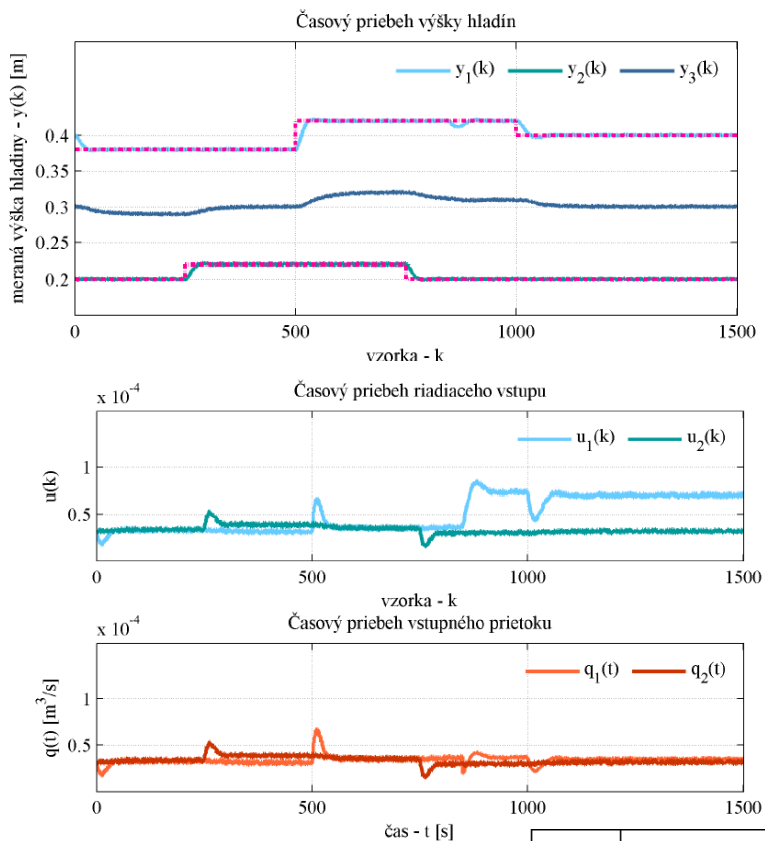 Časový priebeh výšky hladín
y1(k) y2(k) y3(k)
meraná výška hladiny - y(k) [m]
0.4
0.35
0.3
0.25
0.2
0 500 1000 1500
vzorka - k
Časový priebeh riadiaceho vstupu
x 10^-4
u1(k) u2(k)
u(k)
1
0.5
0
0 500 1000 1500
vzorka - k
Časový priebeh vstupného prietoku
x 10^-4
q1(t) q2(t)
q(t) [m^3/s]
1
0.5
0
0 500 1000 1500
čas - t [s]